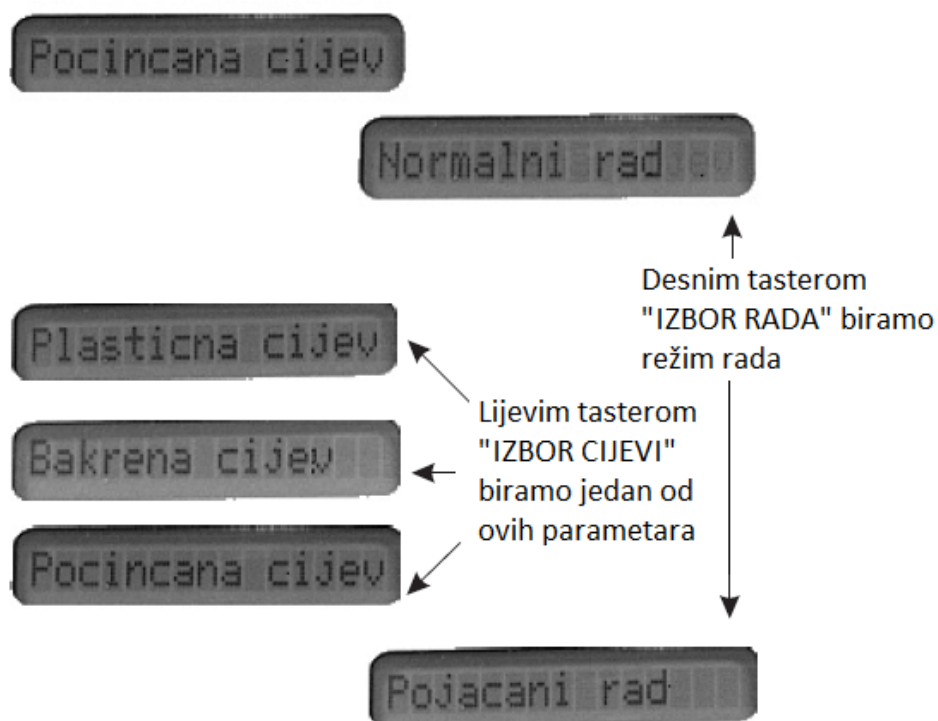 Pocincana cijev
Normalni rad
Desnim tasterom
"IZBOR RADA" biramo
režim rada
Plasticna cijev
Lijevim tasterom
"IZBOR CIJEVI"
biramo jedan od
ovih parametara
Bakrena cijev
Pocincana cijev
Pojacani rad